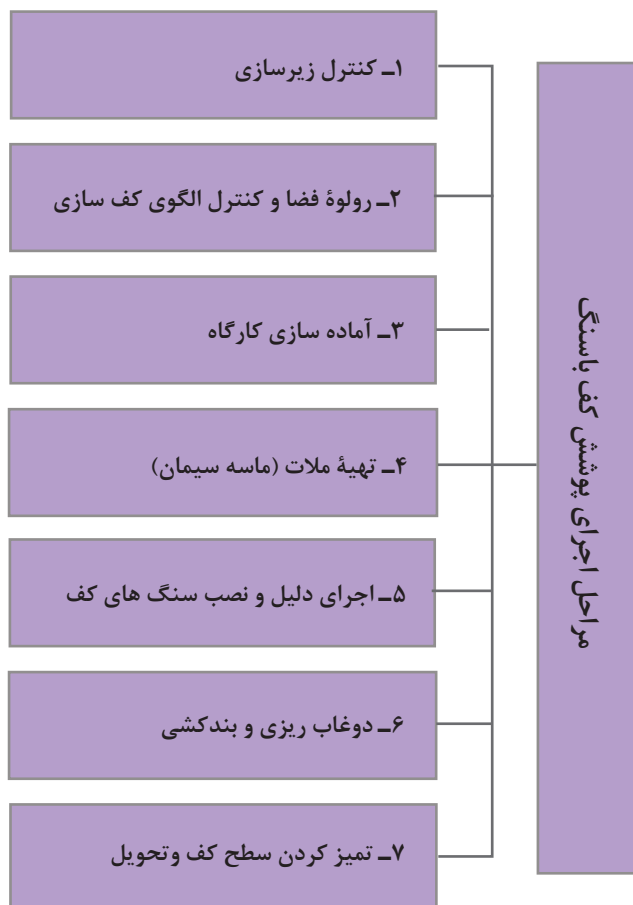 مراحل اجرای پوشش کف باسنگ
۱ـ کنترل زیرسازی
۲ـ رولوهٔ فضا و کنترل الگوی کف سازی
۳ـ آماده سازی کارگاه
۴ـ تهیهٔ ملات (ماسه سیمان)
۵ـ اجرای دلیل و نصب سنگ های کف
۶ـ دوغاب ریزی و بندکشی
۷ـ تمیز کردن سطح کف وتحویل